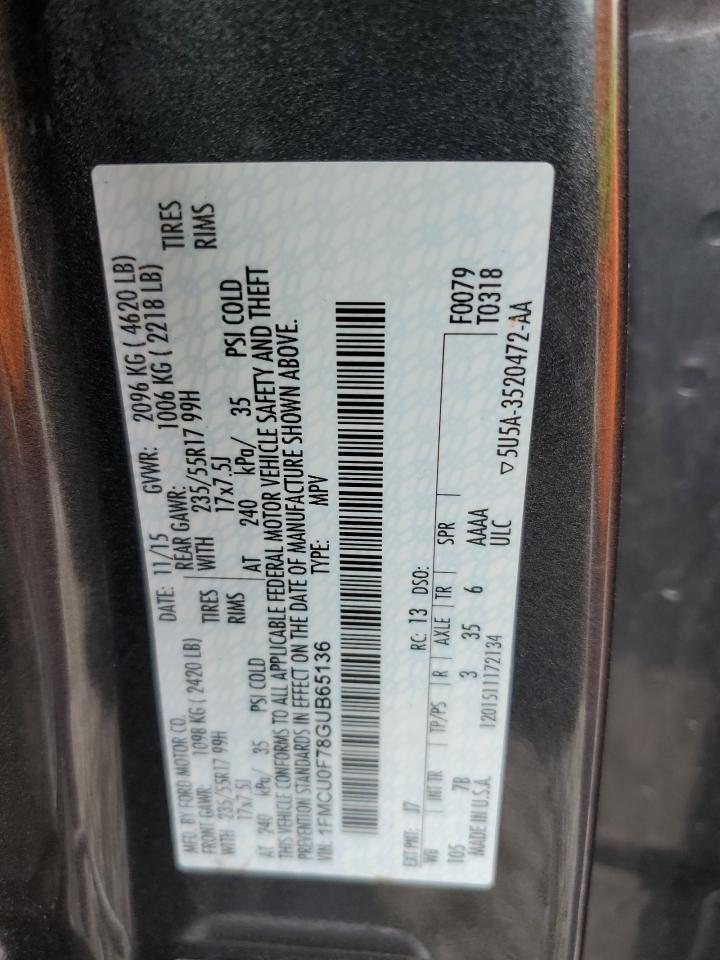 MFD. BY FORD MOTOR CO. DATE: 11/15 GVWR: 2096 KG ( 4620 LB)
FRONT GAWR: 1098 KG ( 2420 LB) REAR GAWR: 1006 KG ( 2218 LB)
WITH 235/55R17 99H TIRES WITH 235/55R17 99H TIRES
17x7.5J RIMS 17x7.5J RIMS
AT 240 kPa/ 35 PSI COLD AT 240 kPa/ 35 PSI COLD
THIS VEHICLE CONFORMS TO ALL APPLICABLE FEDERAL MOTOR VEHICLE SAFETY AND THEFT
PREVENTION STANDARDS IN EFFECT ON THE DATE OF MANUFACTURE SHOWN ABOVE.
VIN: 1FMCU0F78GUB65136 TYPE: MPV
EXT PNT: J7 RC: 13 DSO: F0079
WB INT TR TP/PS R AXLE TR SPR T0318
105 7B 3 35 6 AAAA
MADE IN U.S.A. 1201511172134 ULC
▽5U5A-3520472-AA